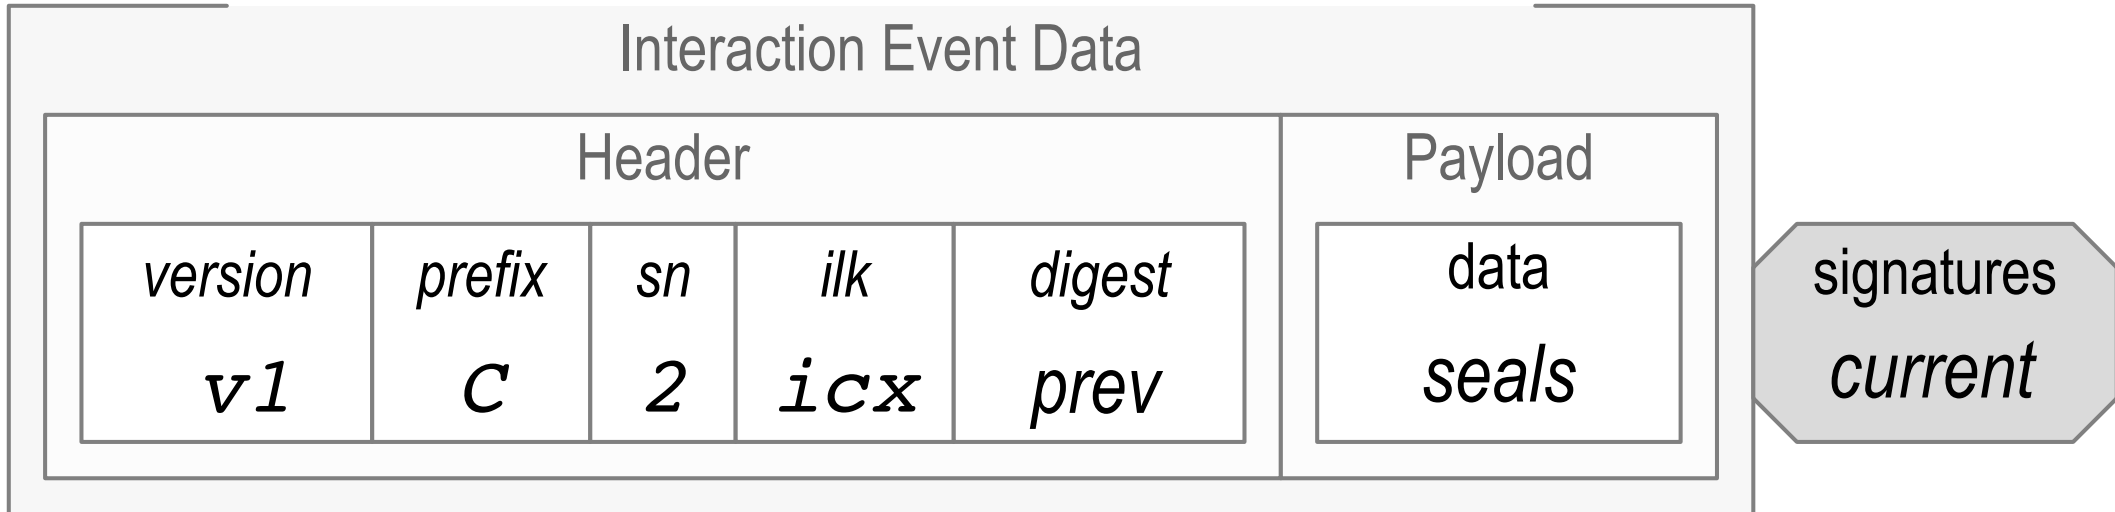 Interaction Event Data
Header Payload
version prefix sn ilk digest data signatures
v1 C 2 icx prev seals current